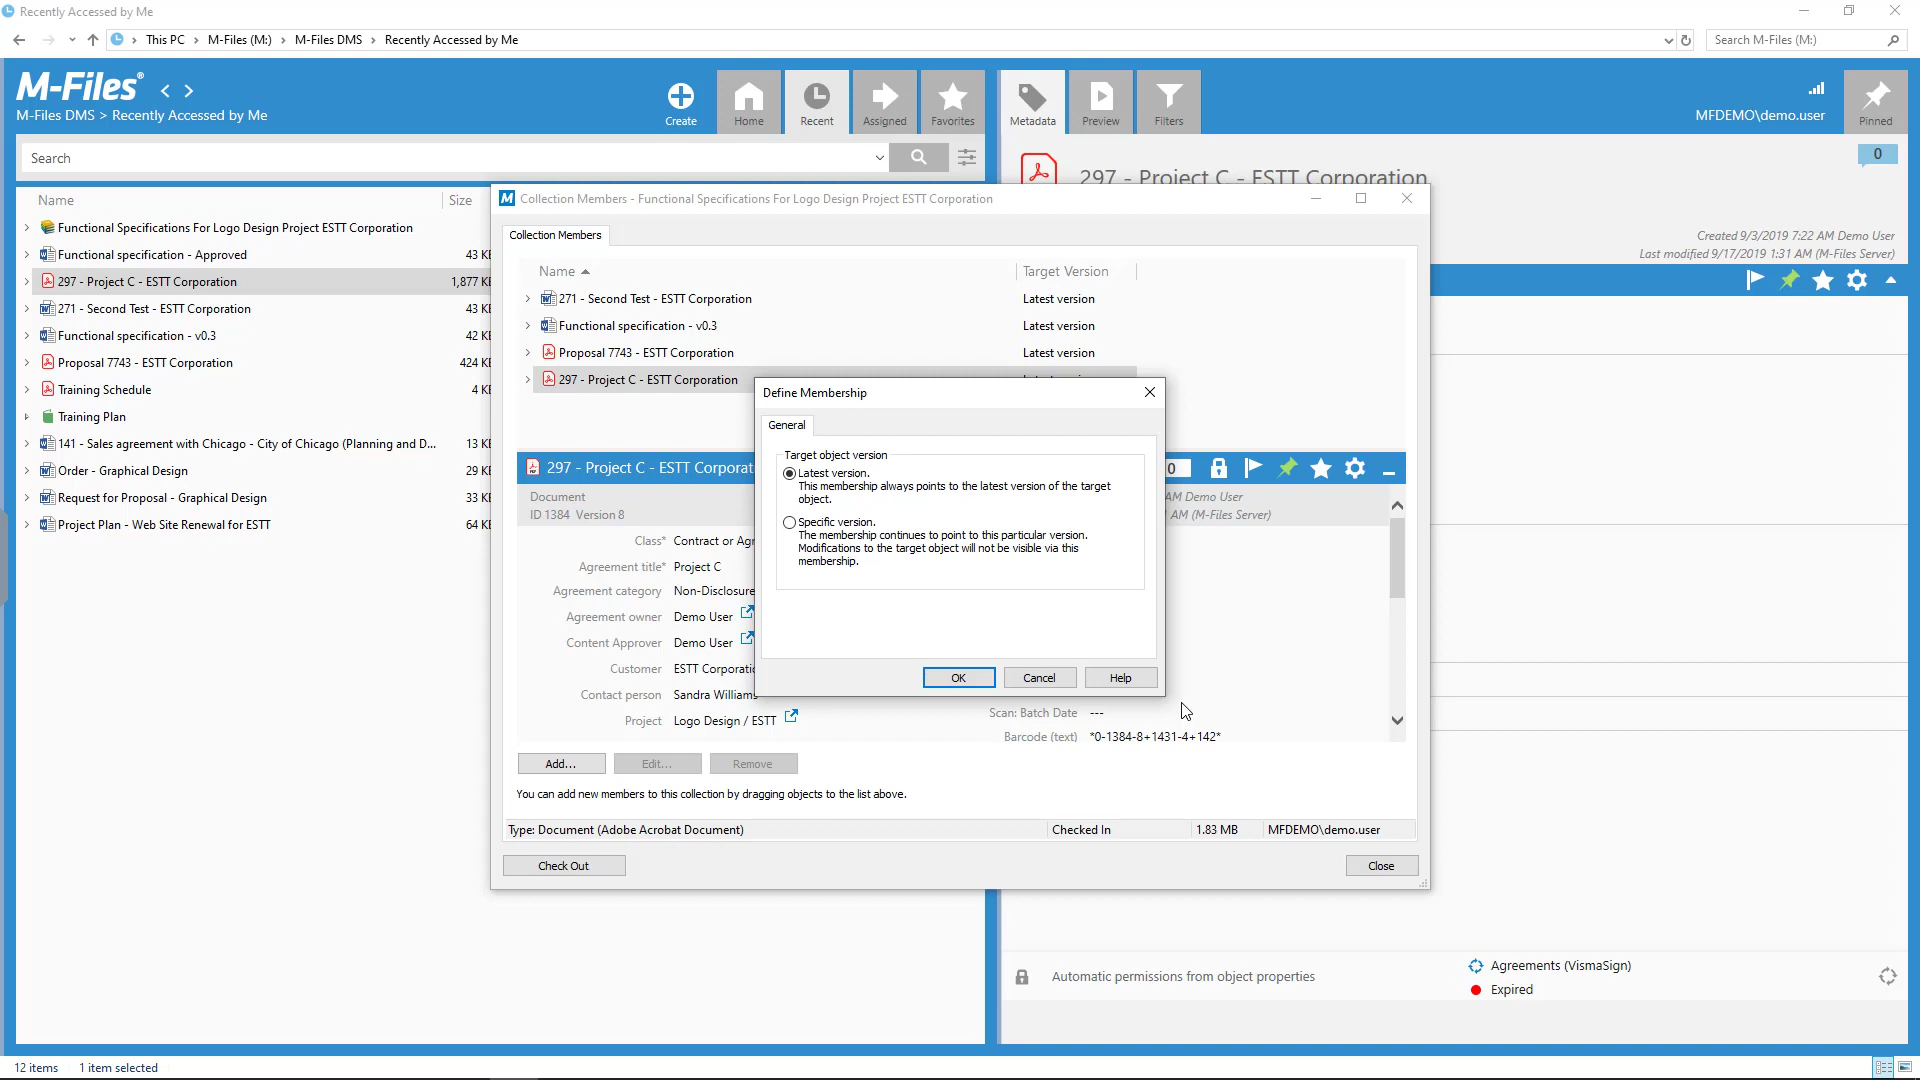 Recently Accessed by Me
This PC > M-Files (M:) > M-Files DMS > Recently Accessed by Me
Search M-Files (M:)
M-Files®
M-Files DMS > Recently Accessed by Me
Create
Home
Recent
Assigned
Favorites
Metadata
Preview
Filters
MFDEMO\demo.user
Pinned
Search
0
297 - Project C - ESTT Corporation
Created 9/3/2019 7:22 AM Demo User
Last modified 9/17/2019 1:31 AM (M-Files Server)
Name Size
Functional Specifications For Logo Design Project ESTT Corporation
Functional specification - Approved 43 KB
297 - Project C - ESTT Corporation 1,877 KB
271 - Second Test - ESTT Corporation 43 KB
Functional specification - v0.3 42 KB
Proposal 7743 - ESTT Corporation 424 KB
Training Schedule 4 KB
Training Plan
141 - Sales agreement with Chicago - City of Chicago (Planning and D... 13 KB
Order - Graphical Design 29 KB
Request for Proposal - Graphical Design 33 KB
Project Plan - Web Site Renewal for ESTT 64 KB
Collection Members - Functional Specifications For Logo Design Project ESTT Corporation
Collection Members
Name Target Version
271 - Second Test - ESTT Corporation Latest version
Functional specification - v0.3 Latest version
Proposal 7743 - ESTT Corporation Latest version
297 - Project C - ESTT Corporation
297 - Project C - ESTT Corporat
0
Document
ID 1384 Version 8
AM Demo User
AM (M-Files Server)
Class* Contract or Agr
Agreement title* Project C
Agreement category Non-Disclosure
Agreement owner Demo User
Content Approver Demo User
Customer ESTT Corporatio
Contact person Sandra Williams
Project Logo Design / ESTT
Scan: Batch Date ---
Barcode (text) *0-1384-8+1431-4+142*
Define Membership
General
Target object version
Latest version.
This membership always points to the latest version of the target
object.
Specific version.
The membership continues to point to this particular version.
Modifications to the target object will not be visible via this
membership.
OK
Cancel
Help
Add...
Edit...
Remove
You can add new members to this collection by dragging objects to the list above.
Type: Document (Adobe Acrobat Document) Checked In 1.83 MB MFDEMO\demo.user
Check Out
Close
Automatic permissions from object properties
Agreements (VismaSign)
Expired
12 items 1 item selected